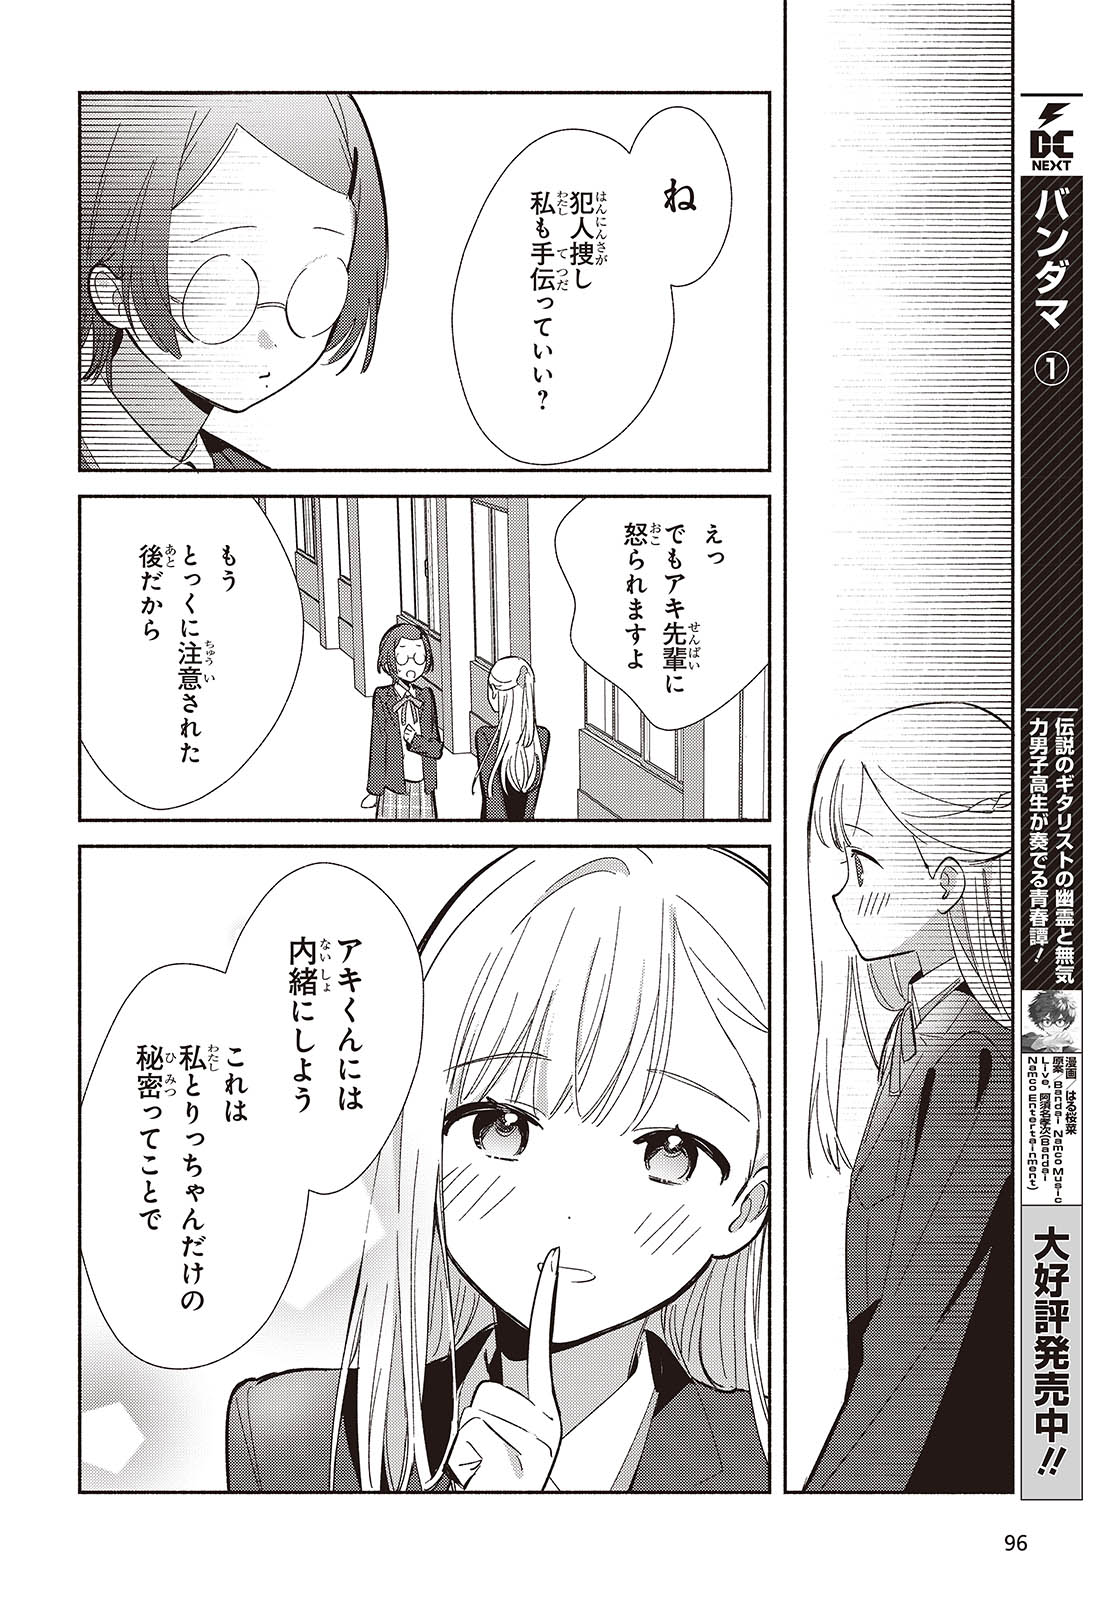 DC
NEXT
バンダマ ①
伝説のギタリストの幽霊と無気
力男子高生が奏でる青春譚!
漫画/はる桜菜
原案/Bandai Namco Music
Live, 阿須名孝次(Bandai
Namco Entertainment)
大好評発売中!!
ね
犯人捜し
私も手伝っていい?
えっ
でもアキ先輩に
怒られますよ
もう
とっくに注意された
後だから
アキくんには
内緒にしよう
これは
私とりっちゃんだけの
秘密ってことで
96